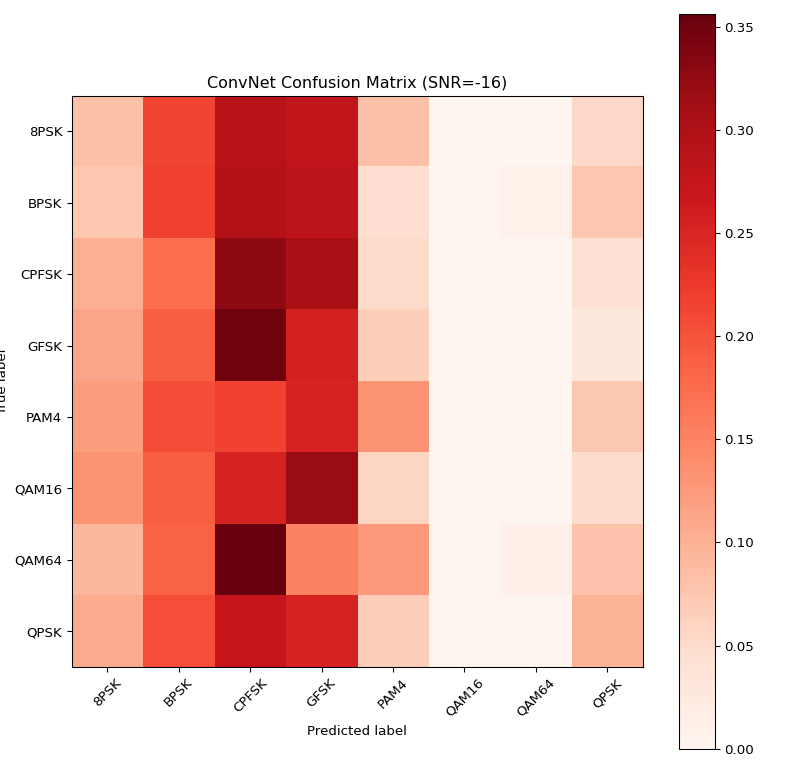 ConvNet Confusion Matrix (SNR=-16)
8PSK
BPSK
CPFSK
GFSK
PAM4
QAM16
QAM64
QPSK
8PSK BPSK CPFSK GFSK PAM4 QAM16 QAM64 QPSK
Predicted label
0.35
0.30
0.25
0.20
0.15
0.10
0.05
0.00